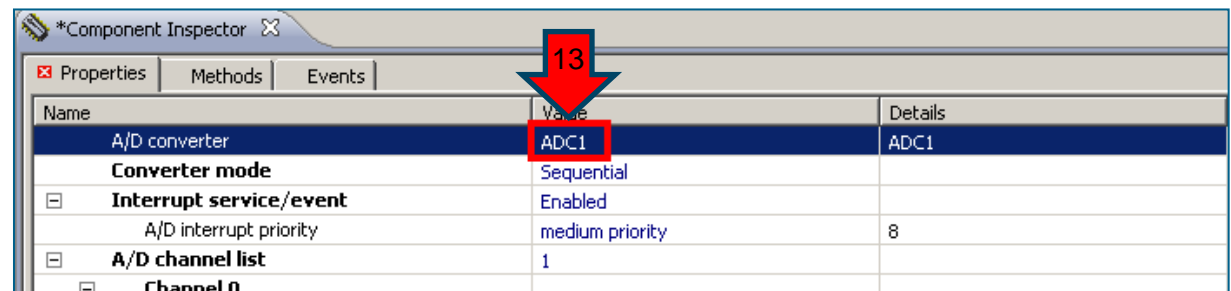 *Component Inspector
13
Properties Methods Events
Name Value Details
A/D converter ADC1 ADC1
Converter mode Sequential
Interrupt service/event Enabled
A/D interrupt priority medium priority 8
A/D channel list 1
Channel 0